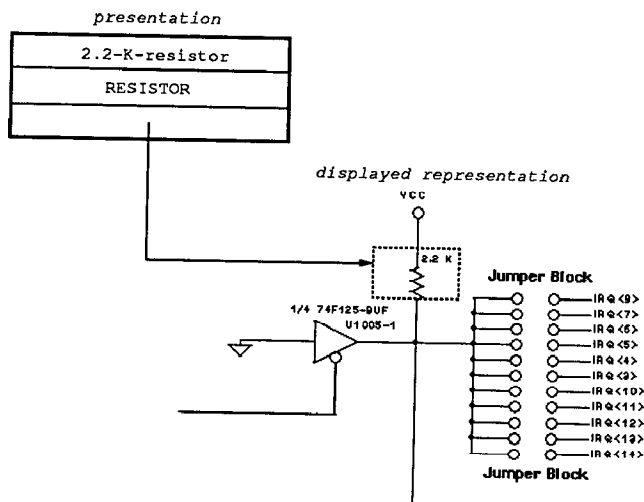 presentation
2.2-K-resistor
RESISTOR
displayed representation
VCC
2.2 K
Jumper Block
1/4 74F125-BUF
U1005-1
IRQ<9>
IRQ<7>
IRQ<6>
IRQ<5>
IRQ<4>
IRQ<3>
IRQ<10>
IRQ<11>
IRQ<12>
IRQ<13>
IRQ<14>
Jumper Block